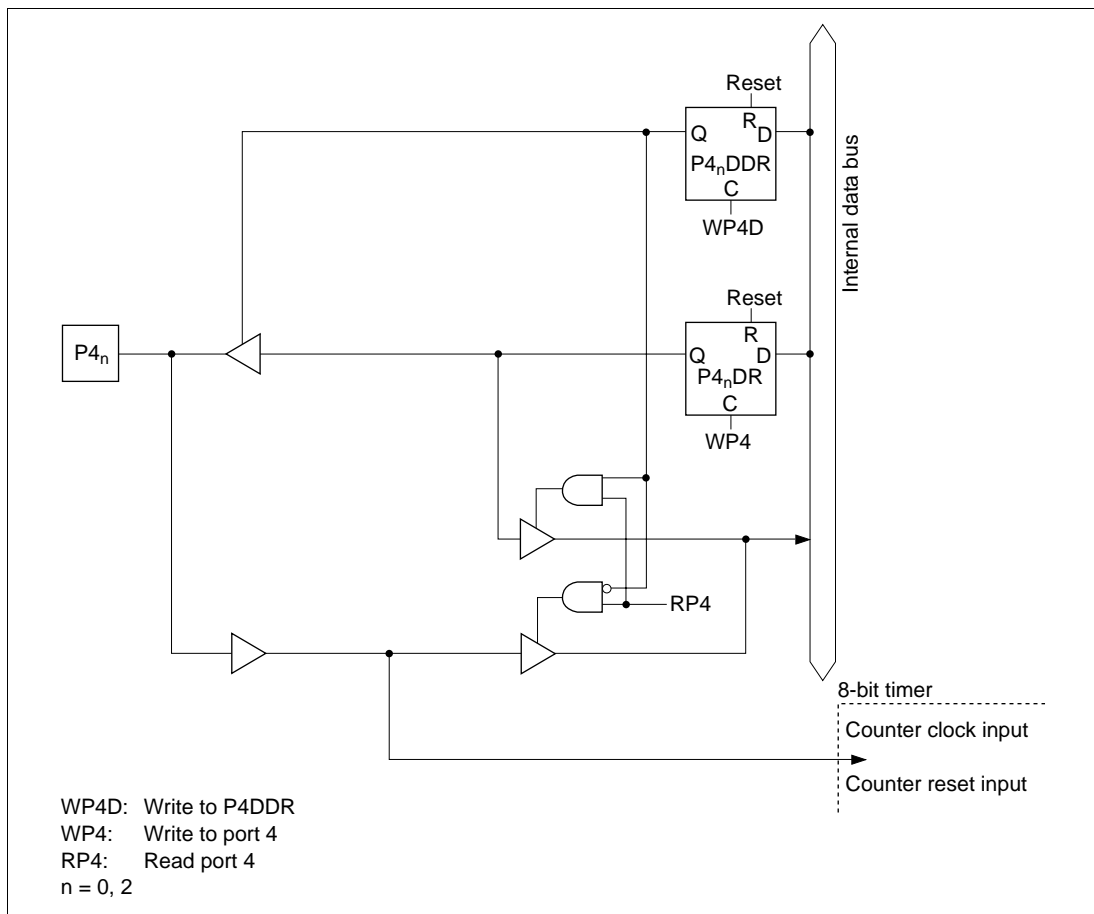 Reset
R
Q D
P4nDDR
C
WP4D
Internal data bus
Reset
R
P4n
Q D
P4nDR
C
WP4
RP4
8-bit timer
Counter clock input
Counter reset input
WP4D: Write to P4DDR
WP4: Write to port 4
RP4: Read port 4
n = 0, 2